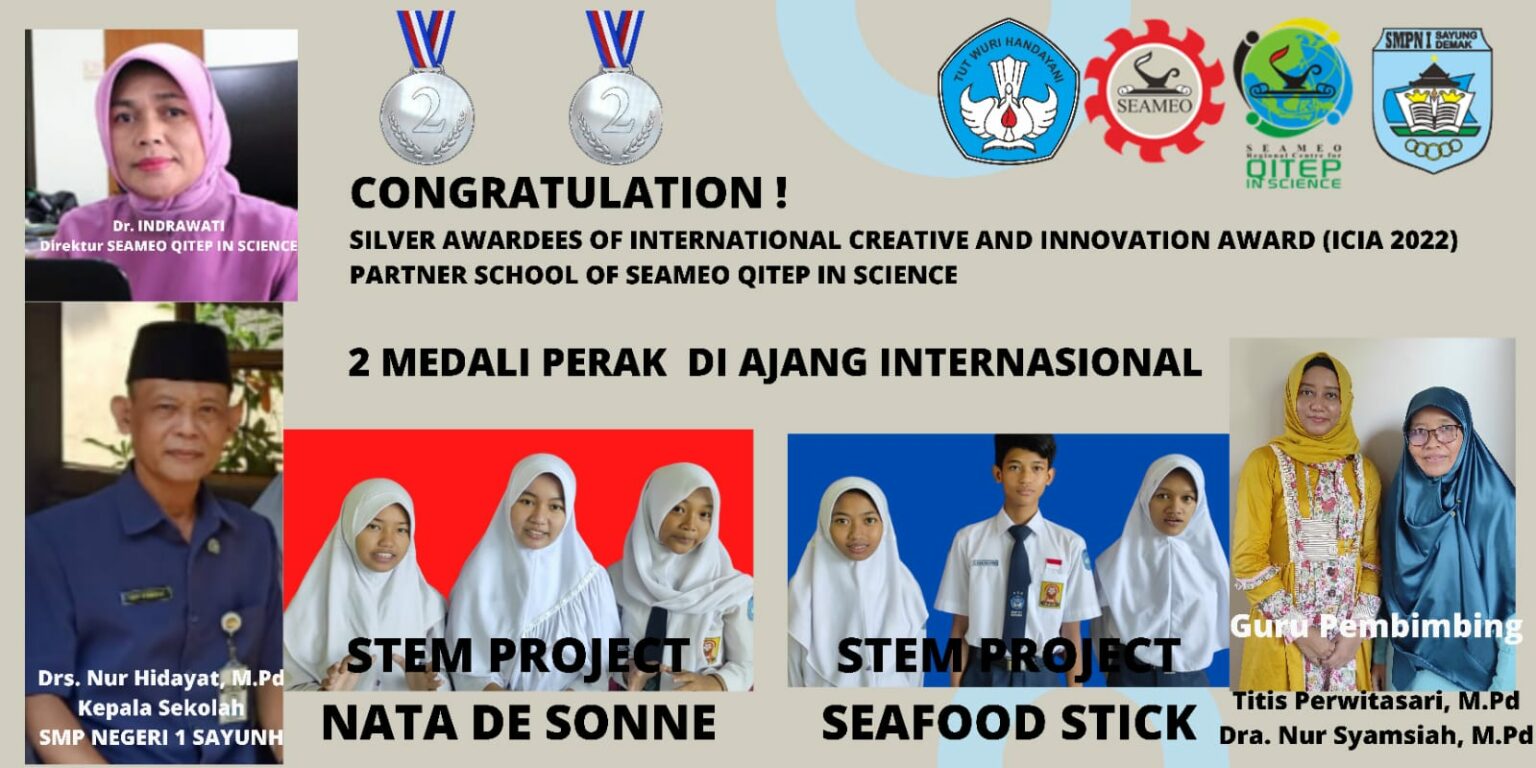 2
2
TUT WURI HANDAYANI
SEAMEO
SEAMEO
Regional Centre for
QITEP
IN SCIENCE
SMPN 1 SAYUNG
DEMAK
Dr. INDRAWATI
Direktur SEAMEO QITEP IN SCIENCE
CONGRATULATION !
SILVER AWARDEES OF INTERNATIONAL CREATIVE AND INNOVATION AWARD (ICIA 2022)
PARTNER SCHOOL OF SEAMEO QITEP IN SCIENCE
2 MEDALI PERAK DI AJANG INTERNASIONAL
Drs. Nur Hidayat, M.Pd
Kepala Sekolah
SMP NEGERI 1 SAYUNH
STEM PROJECT
NATA DE SONNE
STEM PROJECT
SEAFOOD STICK
Guru Pembimbing
Titis Perwitasari, M.Pd
Dra. Nur Syamsiah, M.Pd